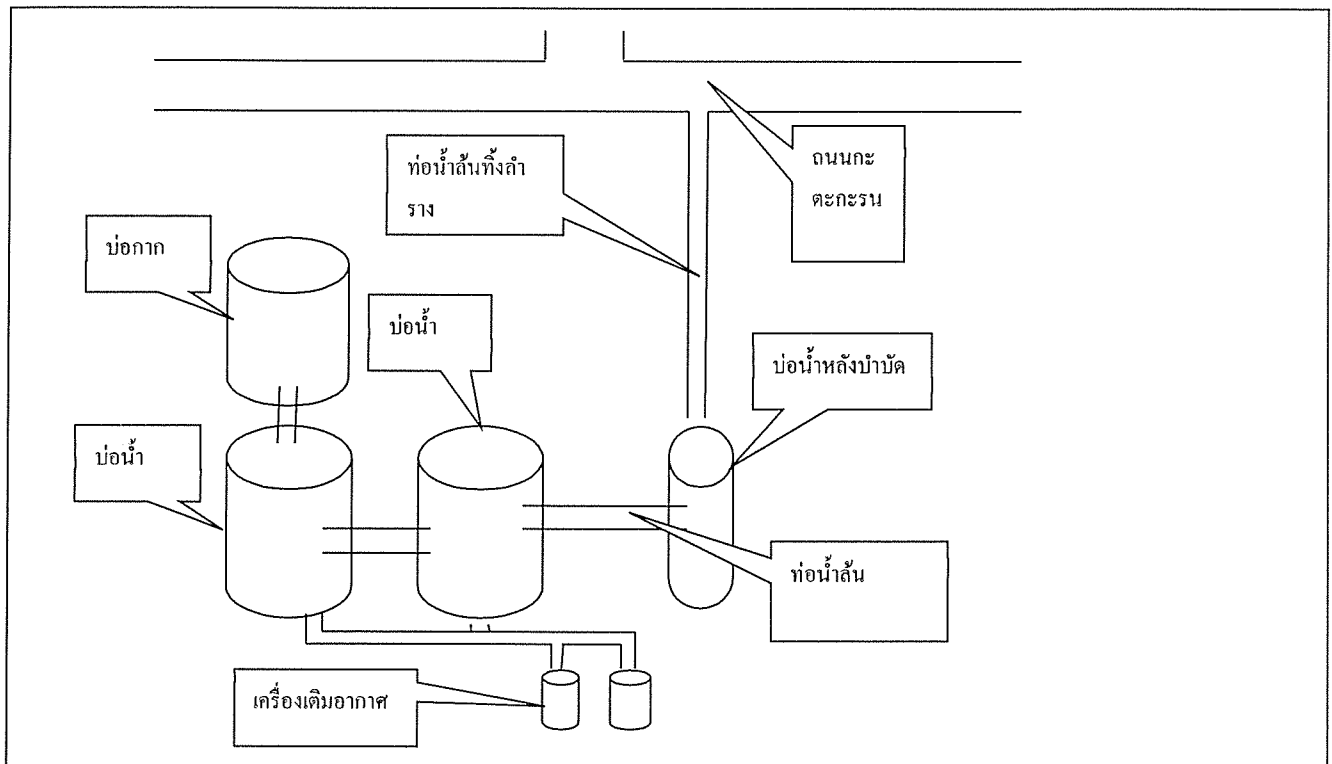 ถนนกะ
ตะกะรน
ท่อน้ำล้นทิ้งลำ
ราง
บ่อกาก
บ่อน้ำ
บ่อน้ำหลังบำบัด
บ่อน้ำ
ท่อน้ำล้น
เครื่องเติมอากาศ